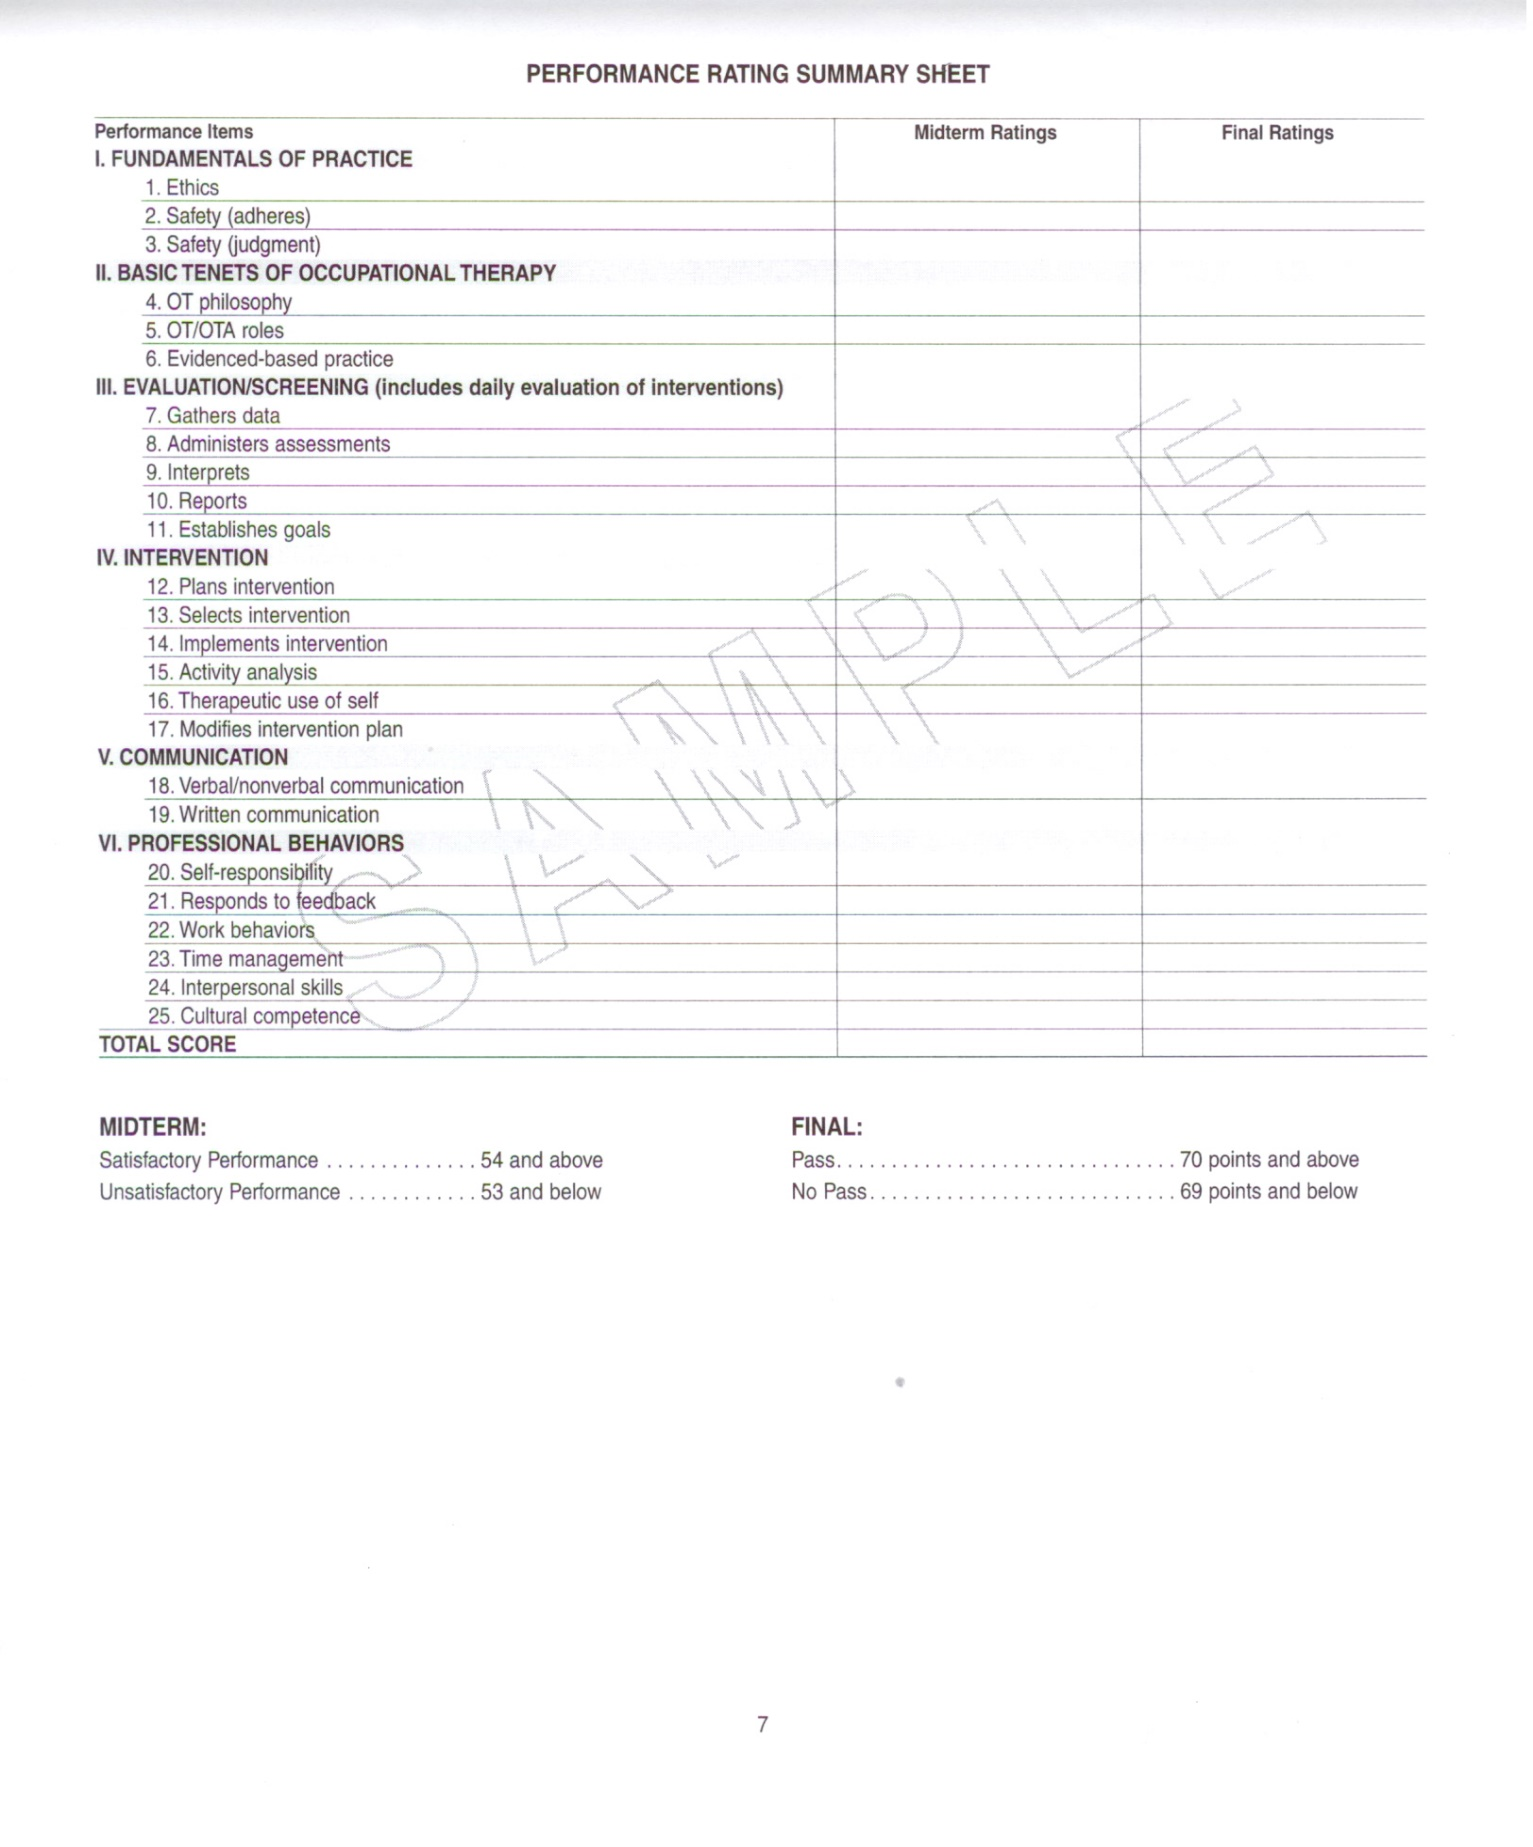 PERFORMANCE RATING SUMMARY SHEET
Performance Items Midterm Ratings Final Ratings
I. FUNDAMENTALS OF PRACTICE
1. Ethics
2. Safety (adheres)
3. Safety (judgment)
II. BASIC TENETS OF OCCUPATIONAL THERAPY
4. OT philosophy
5. OT/OTA roles
6. Evidenced-based practice
III. EVALUATION/SCREENING (includes daily evaluation of interventions)
7. Gathers data
8. Administers assessments
9. Interprets
10. Reports
11. Establishes goals
IV. INTERVENTION
12. Plans intervention
13. Selects intervention
14. Implements intervention
15. Activity analysis
16. Therapeutic use of self
17. Modifies intervention plan
V. COMMUNICATION
18. Verbal/nonverbal communication
19. Written communication
VI. PROFESSIONAL BEHAVIORS
20. Self-responsibility
21. Responds to feedback
22. Work behaviors
23. Time management
24. Interpersonal skills
25. Cultural competence
TOTAL SCORE
SAMPLE
MIDTERM:
Satisfactory Performance . . . . . . . . . . . . . . 54 and above
Unsatisfactory Performance . . . . . . . . . . . . 53 and below
FINAL:
Pass. . . . . . . . . . . . . . . . . . . . . . . . . . . . . . . 70 points and above
No Pass. . . . . . . . . . . . . . . . . . . . . . . . . . . . 69 points and below
7